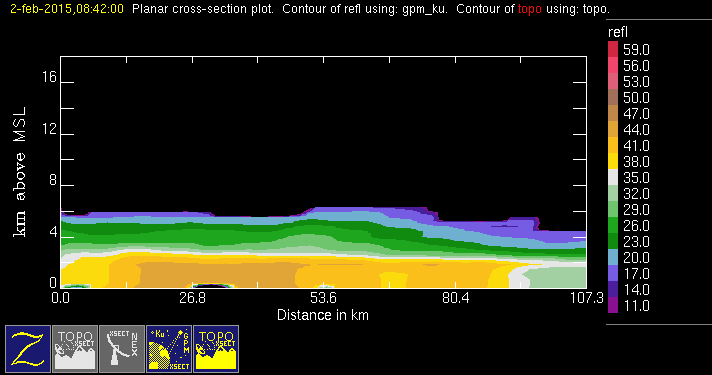 2-feb-2015,08:42:00 Planar cross-section plot. Contour of refl using: gpm_ku. Contour of topo using: topo.
refl
59.0
56.0
53.0
50.0
47.0
44.0
41.0
38.0
35.0
32.0
29.0
26.0
23.0
20.0
17.0
14.0
11.0
km above MSL
16
12
8
4
0
0.0 26.8 53.6 80.4 107.3
Distance in km
Z
TOPO XSECT
XSECT XMZZ
Ku GPM XSECT
TOPO XSECT